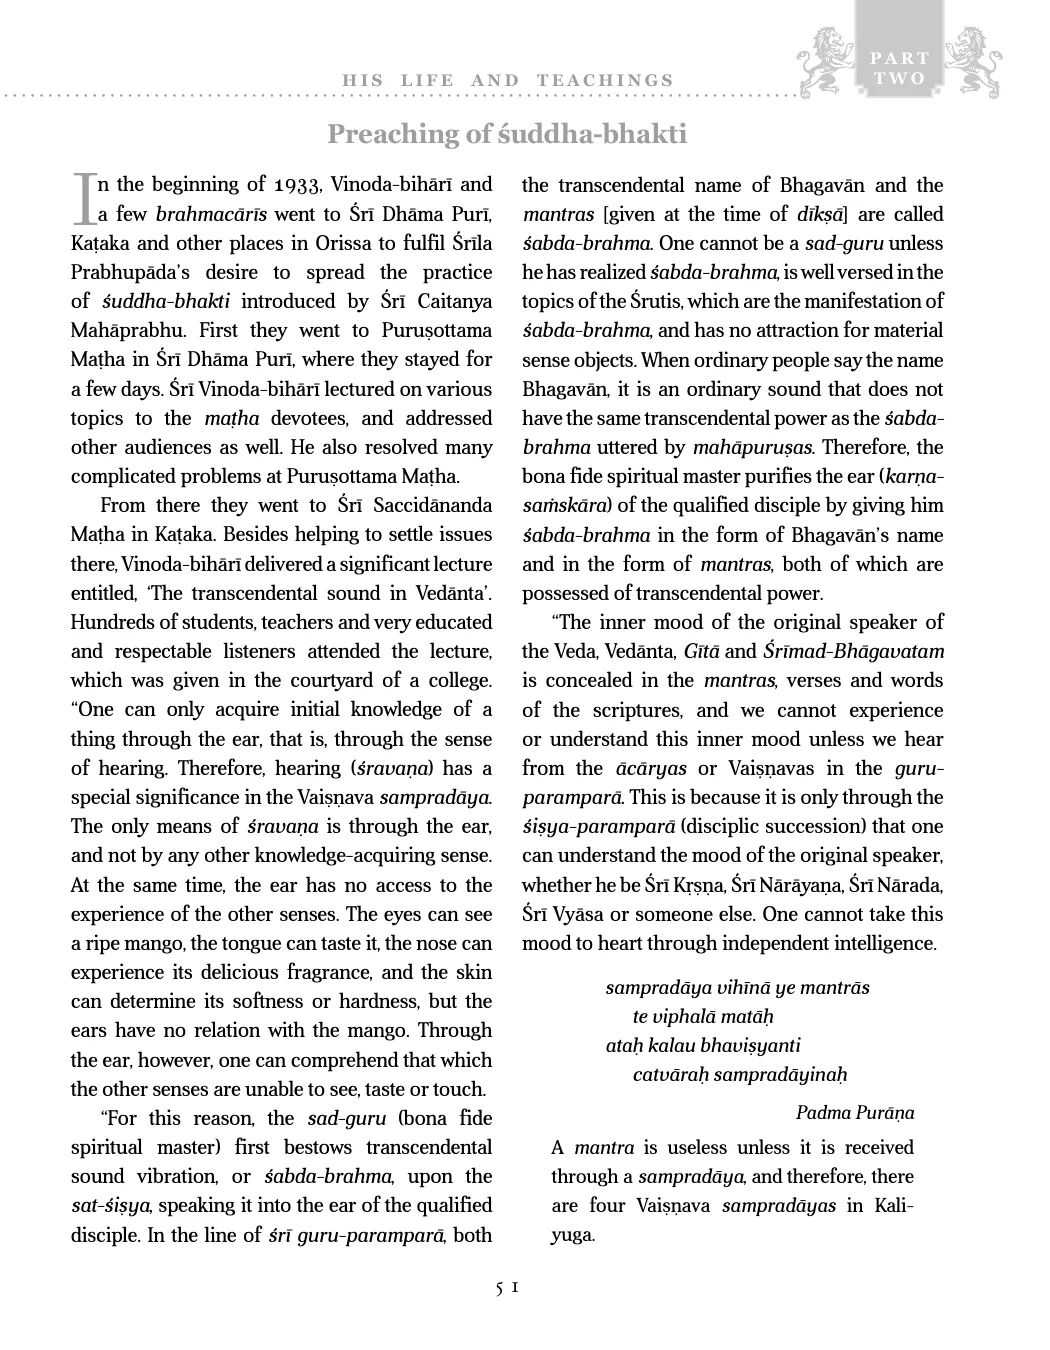 PART
TWO
HIS LIFE AND TEACHINGS
Preaching of śuddha-bhakti
In the beginning of 1933, Vinoda-bihārī and
a few brahmacārīs went to Śrī Dhāma Purī,
Kaṭaka and other places in Orissa to fulfil Śrīla
Prabhupāda’s desire to spread the practice
of śuddha-bhakti introduced by Śrī Caitanya
Mahāprabhu. First they went to Puruṣottama
Maṭha in Śrī Dhāma Purī, where they stayed for
a few days. Śrī Vinoda-bihārī lectured on various
topics to the maṭha devotees, and addressed
other audiences as well. He also resolved many
complicated problems at Puruṣottama Maṭha.
From there they went to Śrī Saccidānanda
Maṭha in Kaṭaka. Besides helping to settle issues
there, Vinoda-bihārī delivered a significant lecture
entitled, ‘The transcendental sound in Vedānta’.
Hundreds of students, teachers and very educated
and respectable listeners attended the lecture,
which was given in the courtyard of a college.
“One can only acquire initial knowledge of a
thing through the ear, that is, through the sense
of hearing. Therefore, hearing (śravaṇa) has a
special significance in the Vaiṣṇava sampradāya.
The only means of śravaṇa is through the ear,
and not by any other knowledge-acquiring sense.
At the same time, the ear has no access to the
experience of the other senses. The eyes can see
a ripe mango, the tongue can taste it, the nose can
experience its delicious fragrance, and the skin
can determine its softness or hardness, but the
ears have no relation with the mango. Through
the ear, however, one can comprehend that which
the other senses are unable to see, taste or touch.
“For this reason, the sad-guru (bona fide
spiritual master) first bestows transcendental
sound vibration, or śabda-brahma, upon the
sat-śiṣya, speaking it into the ear of the qualified
disciple. In the line of śrī guru-paramparā, both
the transcendental name of Bhagavān and the
mantras [given at the time of dīkṣā] are called
śabda-brahma. One cannot be a sad-guru unless
he has realized śabda-brahma, is well versed in the
topics of the Śrutis, which are the manifestation of
śabda-brahma, and has no attraction for material
sense objects. When ordinary people say the name
Bhagavān, it is an ordinary sound that does not
have the same transcendental power as the śabda-
brahma uttered by mahāpuruṣas. Therefore, the
bona fide spiritual master purifies the ear (karṇa-
saṁskāra) of the qualified disciple by giving him
śabda-brahma in the form of Bhagavān’s name
and in the form of mantras, both of which are
possessed of transcendental power.
“The inner mood of the original speaker of
the Veda, Vedānta, Gītā and Śrīmad-Bhāgavatam
is concealed in the mantras, verses and words
of the scriptures, and we cannot experience
or understand this inner mood unless we hear
from the ācāryas or Vaiṣṇavas in the guru-
paramparā. This is because it is only through the
śiṣya-paramparā (disciplic succession) that one
can understand the mood of the original speaker,
whether he be Śrī Kṛṣṇa, Śrī Nārāyaṇa, Śrī Nārada,
Śrī Vyāsa or someone else. One cannot take this
mood to heart through independent intelligence.
sampradāya vihīnā ye mantrās
te viphalā matāḥ
ataḥ kalau bhaviṣyanti
catvāraḥ sampradāyinaḥ
Padma Purāṇa
A mantra is useless unless it is received
through a sampradāya, and therefore, there
are four Vaiṣṇava sampradāyas in Kali-
yuga.
51